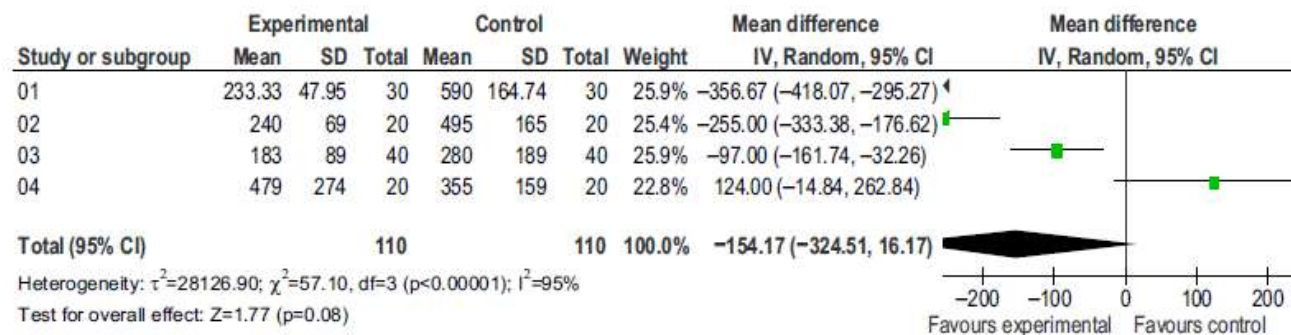 Experimental Control Mean difference Mean difference
Study or subgroup Mean SD Total Mean SD Total Weight IV, Random, 95% CI IV, Random, 95% CI
01 233.33 47.95 30 590 164.74 30 25.9% −356.67 (−418.07, −295.27)
02 240 69 20 495 165 20 25.4% −255.00 (−333.38, −176.62)
03 183 89 40 280 189 40 25.9% −97.00 (−161.74, −32.26)
04 479 274 20 355 159 20 22.8% 124.00 (−14.84, 262.84)
Total (95% CI) 110 110 100.0% −154.17 (−324.51, 16.17)
Heterogeneity: τ²=28126.90; χ²=57.10, df=3 (p<0.00001); I²=95%
Test for overall effect: Z=1.77 (p=0.08)
−200 −100 0 100 200
Favours experimental Favours control